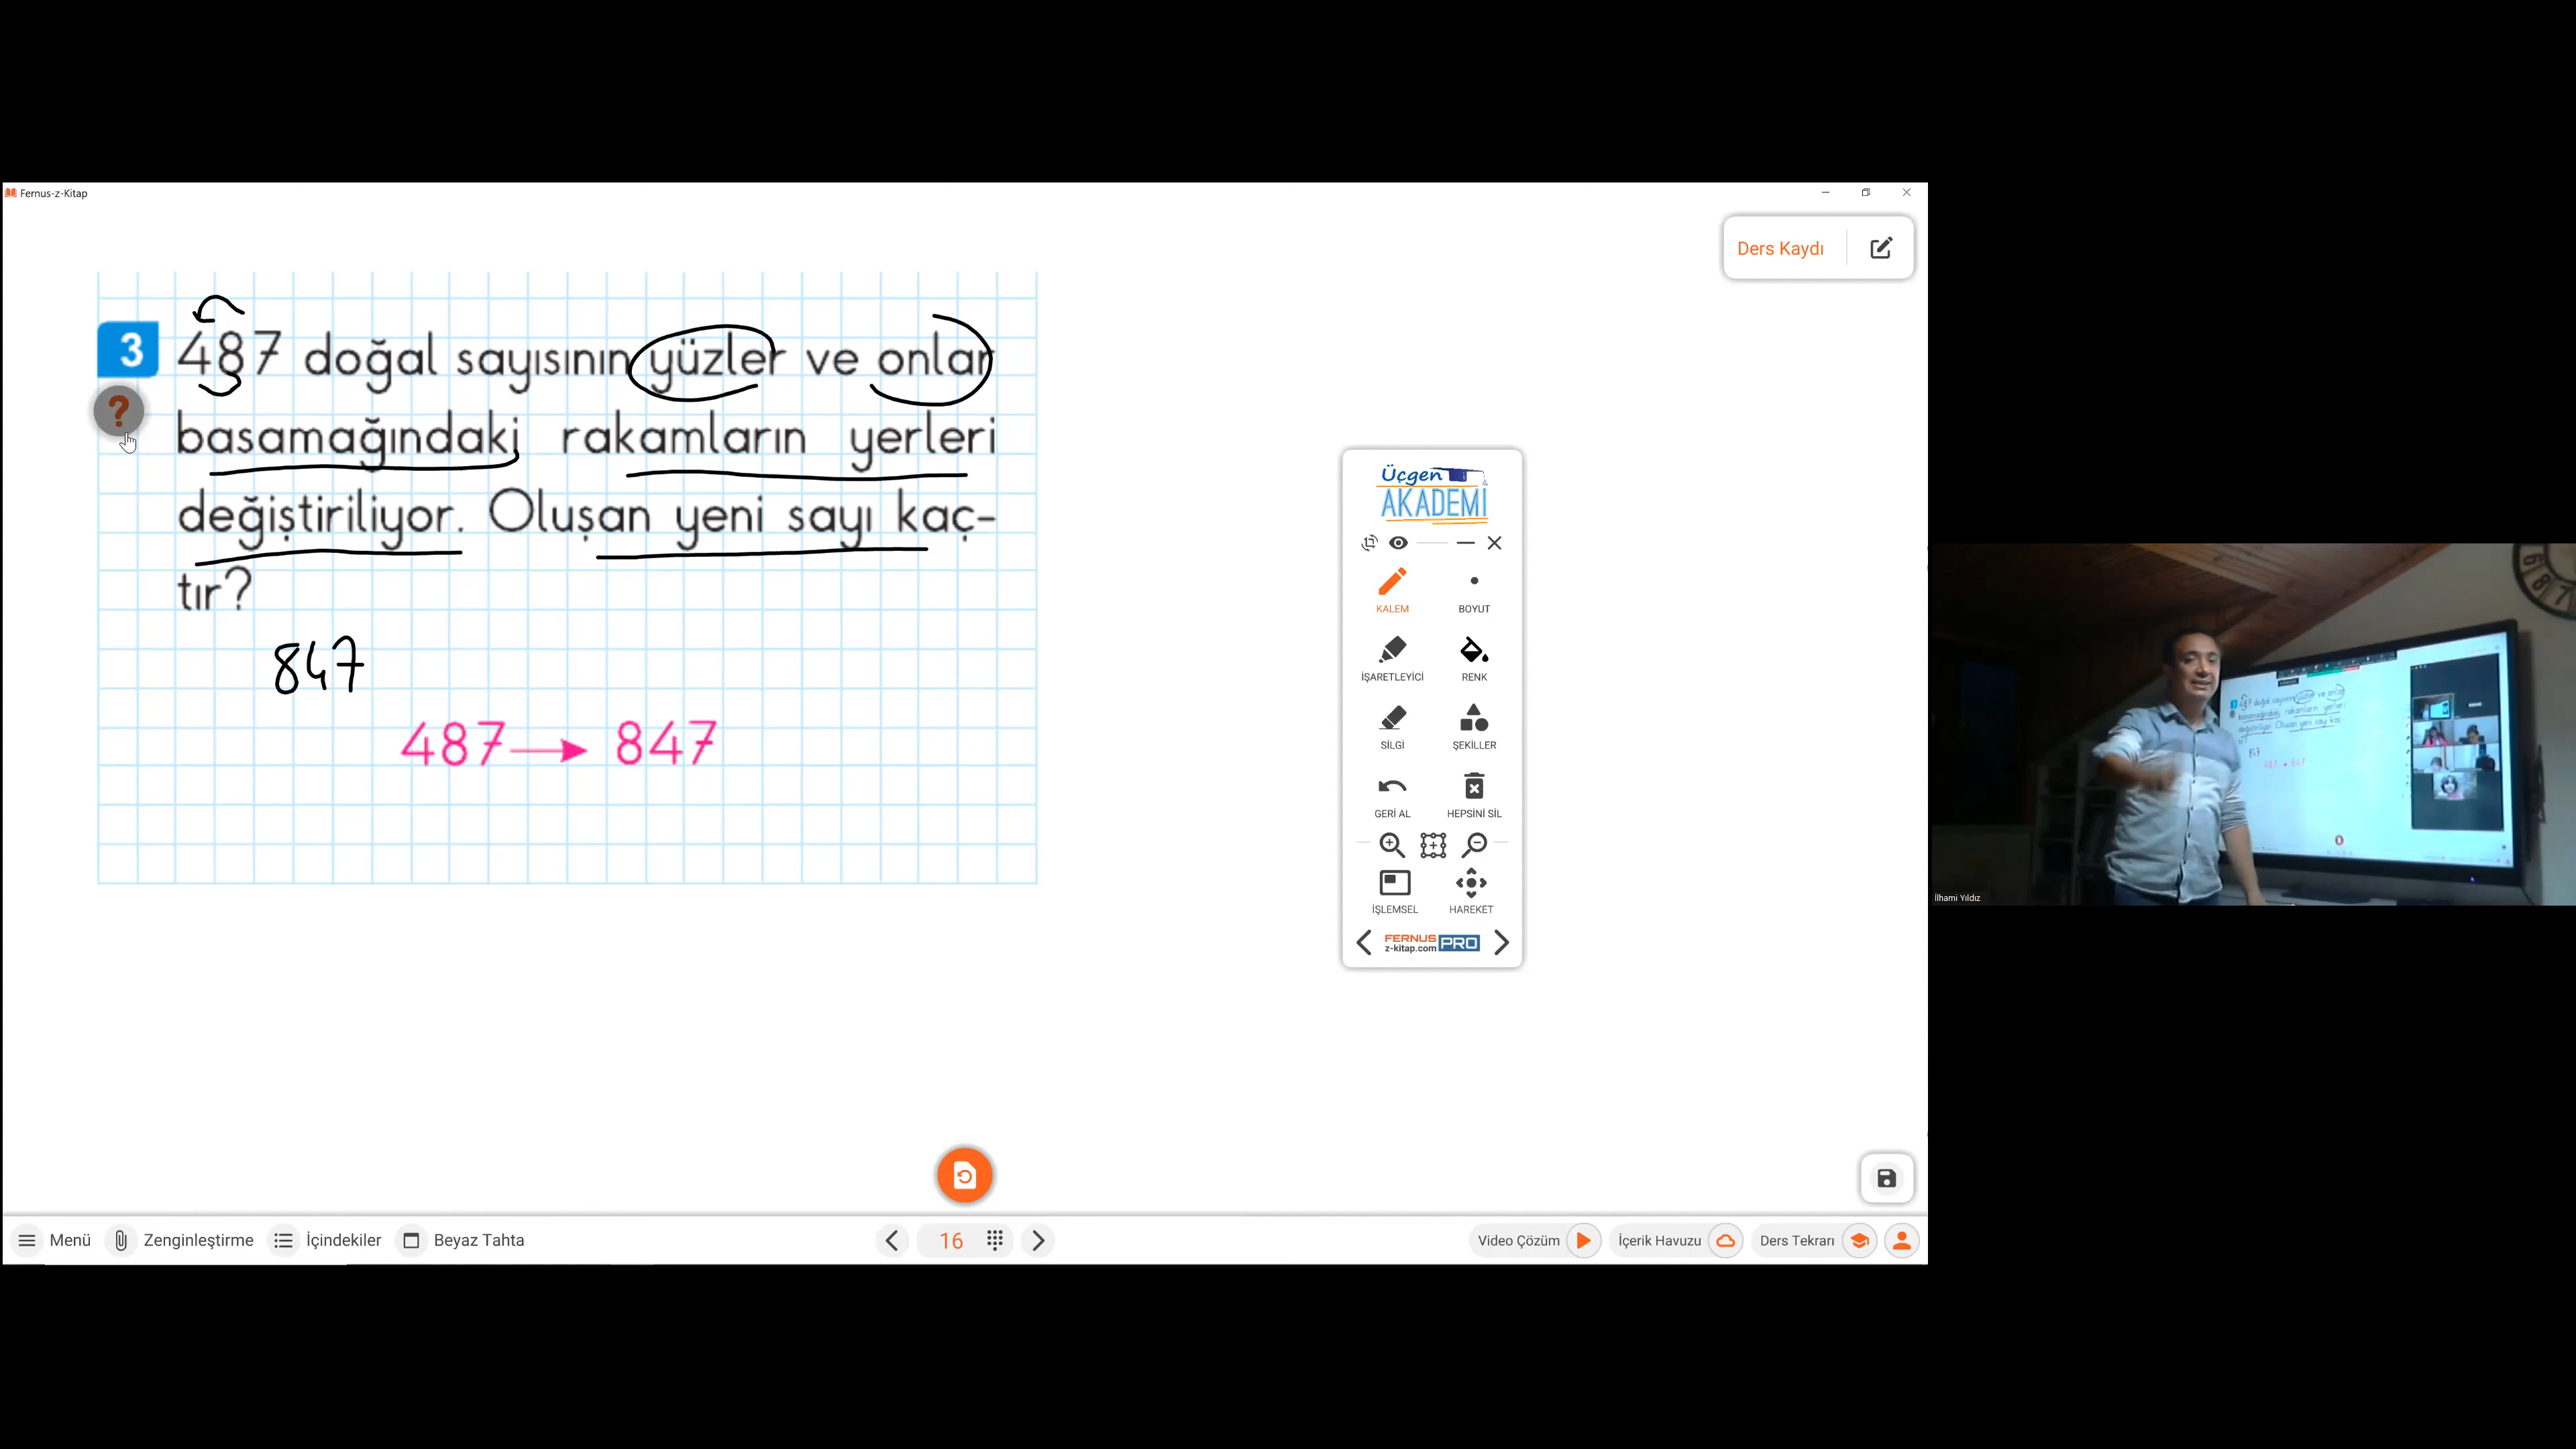 Fernus-z-Kitap
Ders Kaydı
3
487 doğal sayısının yüzler ve onlar
basamağındaki rakamların yerleri
değiştiriliyor. Oluşan yeni sayı kaç-
tır?
847
487 → 847
?
Üçgen
AKADEMİ
KALEM BOYUT
İŞARETLEYİCİ RENK
SİLGİ ŞEKİLLER
GERİ AL HEPSİNİ SİL
İŞLEMSEL HAREKET
FERNUS
z-kitap.com PRO
İlhami Yıldız
Menü Zenginleştirme İçindekiler Beyaz Tahta 16 Video Çözüm İçerik Havuzu Ders Tekrarı